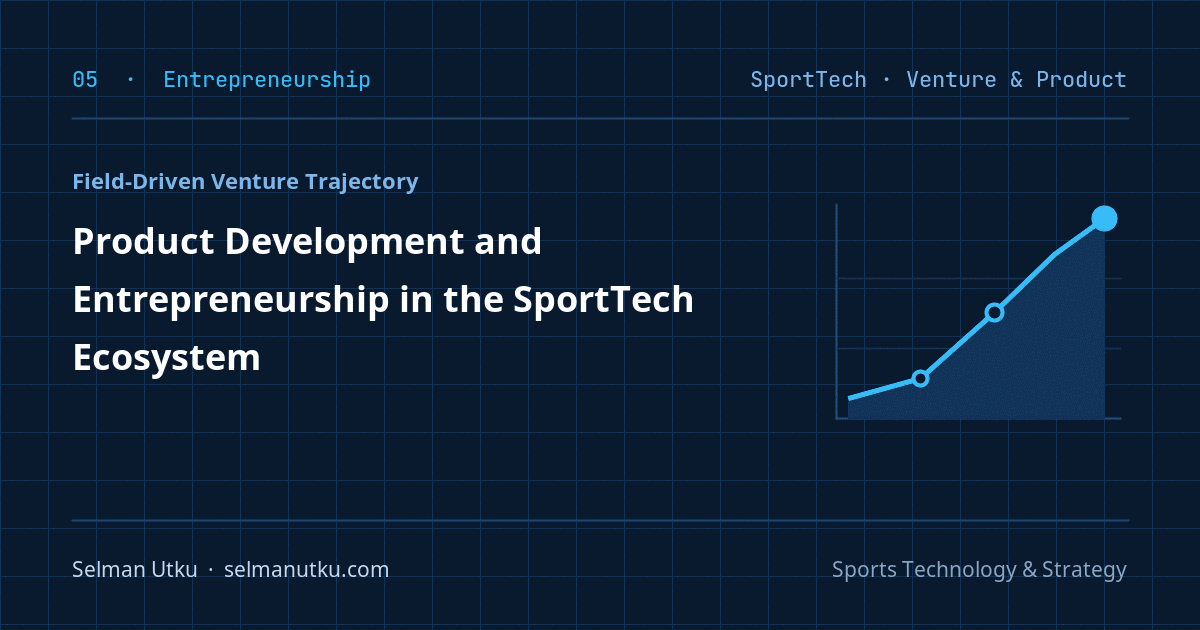 05 · Entrepreneurship
SportTech · Venture & Product
Field-Driven Venture Trajectory
Product Development and
Entrepreneurship in the SportTech
Ecosystem
Selman Utku · selmanutku.com
Sports Technology & Strategy